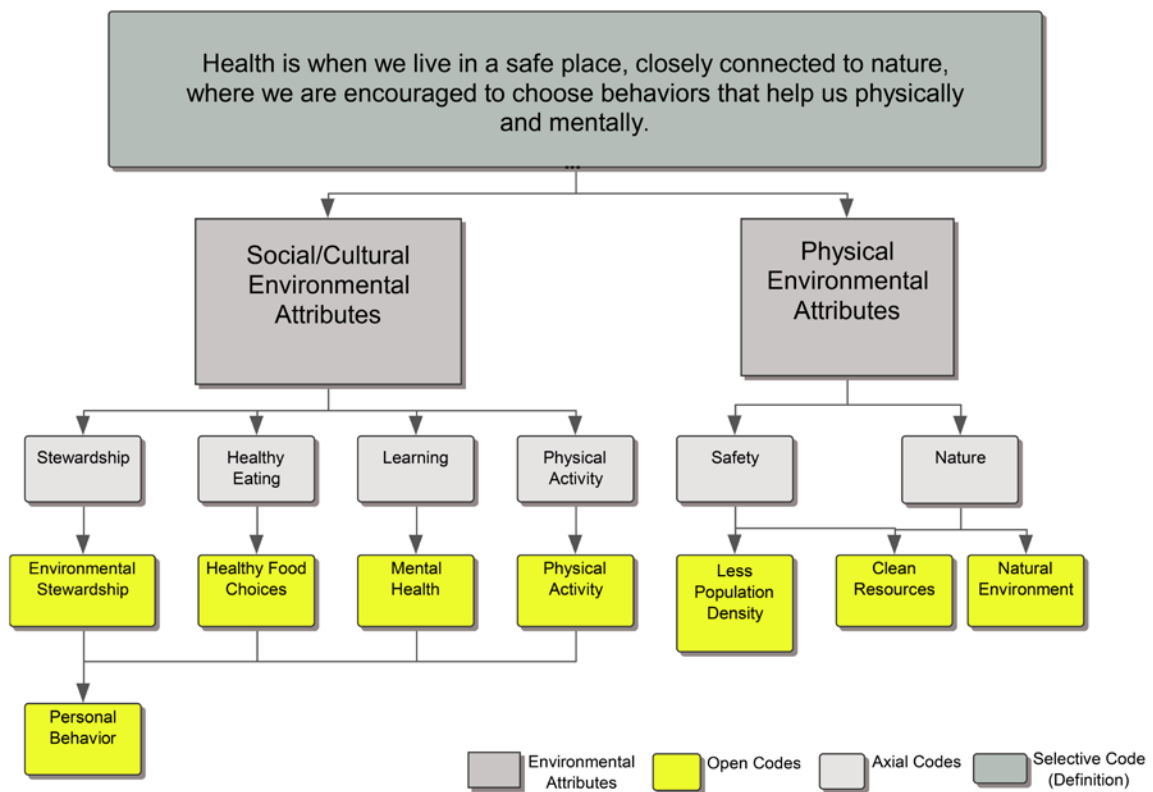 Health is when we live in a safe place, closely connected to nature,
where we are encouraged to choose behaviors that help us physically
and mentally.
...
Social/Cultural
Environmental
Attributes
Physical
Environmental
Attributes
Stewardship
Healthy
Eating
Learning
Physical
Activity
Safety
Nature
Environmental
Stewardship
Healthy Food
Choices
Mental
Health
Physical
Activity
Less
Population
Density
Clean
Resources
Natural
Environment
Personal
Behavior
Environmental
Attributes
Open Codes
Axial Codes
Selective Code
(Definition)